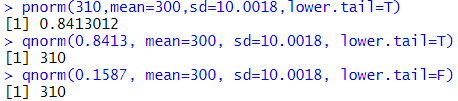 > pnorm(310,mean=300,sd=10.0018,lower.tail=T)
[1] 0.8413012
> qnorm(0.8413, mean=300, sd=10.0018, lower.tail=T)
[1] 310
> qnorm(0.1587, mean=300, sd=10.0018, lower.tail=F)
[1] 310